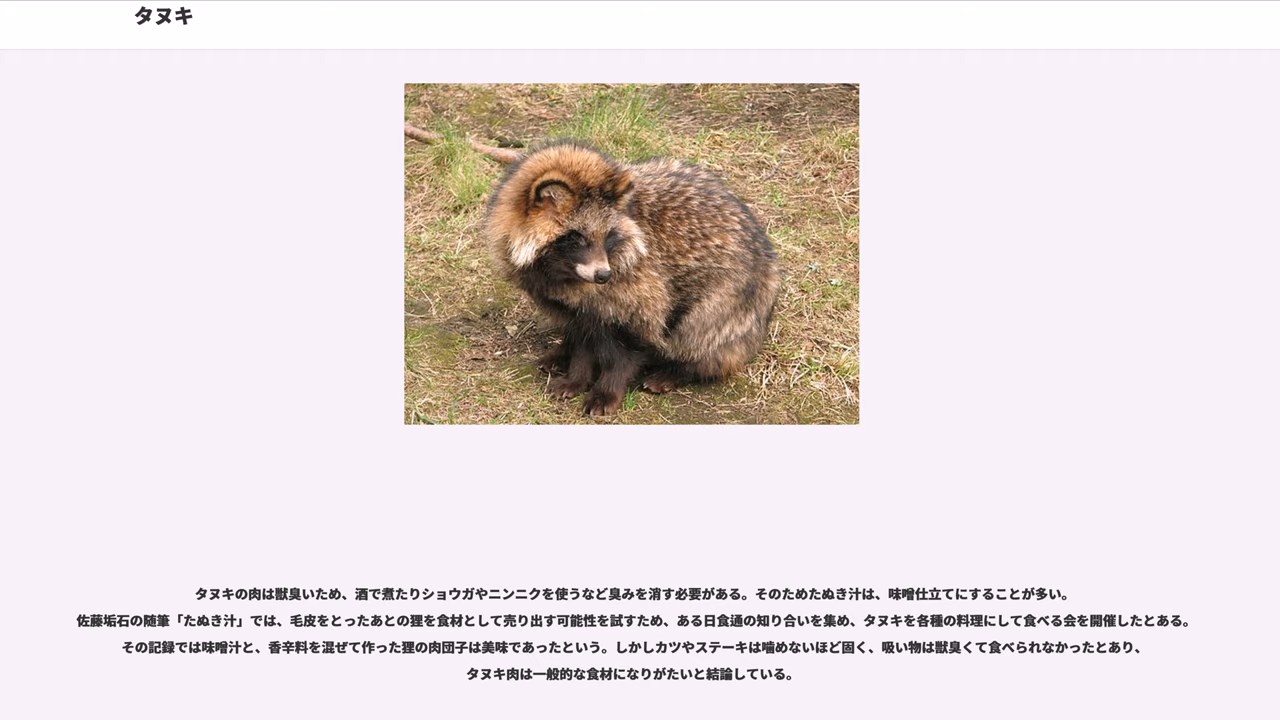 タヌキ
タヌキの肉は獣臭いため、酒で煮たりショウガやニンニクを使うなど臭みを消す必要がある。そのためたぬき汁は、味噌仕立てにすることが多い。
佐藤垢石の随筆「たぬき汁」では、毛皮をとったあとの狸を食材として売り出す可能性を試すため、ある日食通の知り合いを集め、タヌキを各種の料理にして食べる会を開催したとある。
その記録では味噌汁と、香辛料を混ぜて作った狸の肉団子は美味であったという。しかしカツやステーキは噛めないほど固く、吸い物は獣臭くて食べられなかったとあり、
タヌキ肉は一般的な食材になりがたいと結論している。